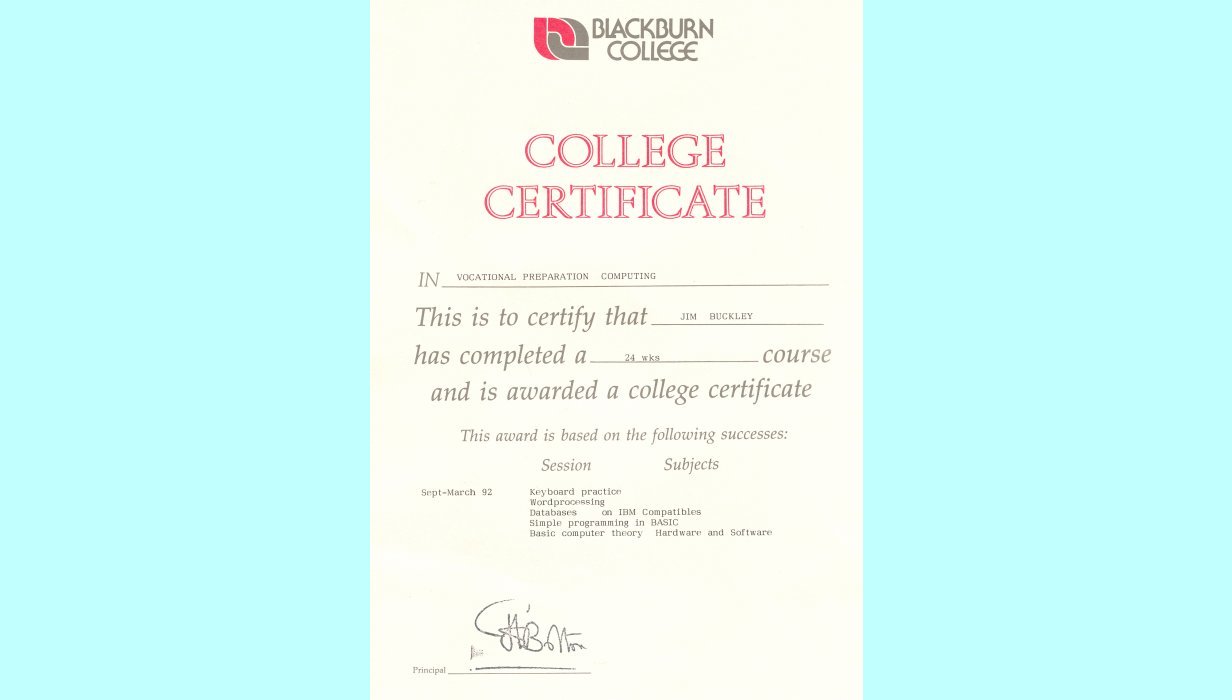 BLACKBURN
COLLEGE
COLLEGE
CERTIFICATE
IN VOCATIONAL PREPARATION COMPUTING
This is to certify that JIM BUCKLEY
has completed a 24 wks course
and is awarded a college certificate
This award is based on the following successes:
Session Subjects
Sept-March 92 Keyboard practice
Wordprocessing
Databases on IBM Compatibles
Simple programming in BASIC
Basic computer theory Hardware and Software
Principal